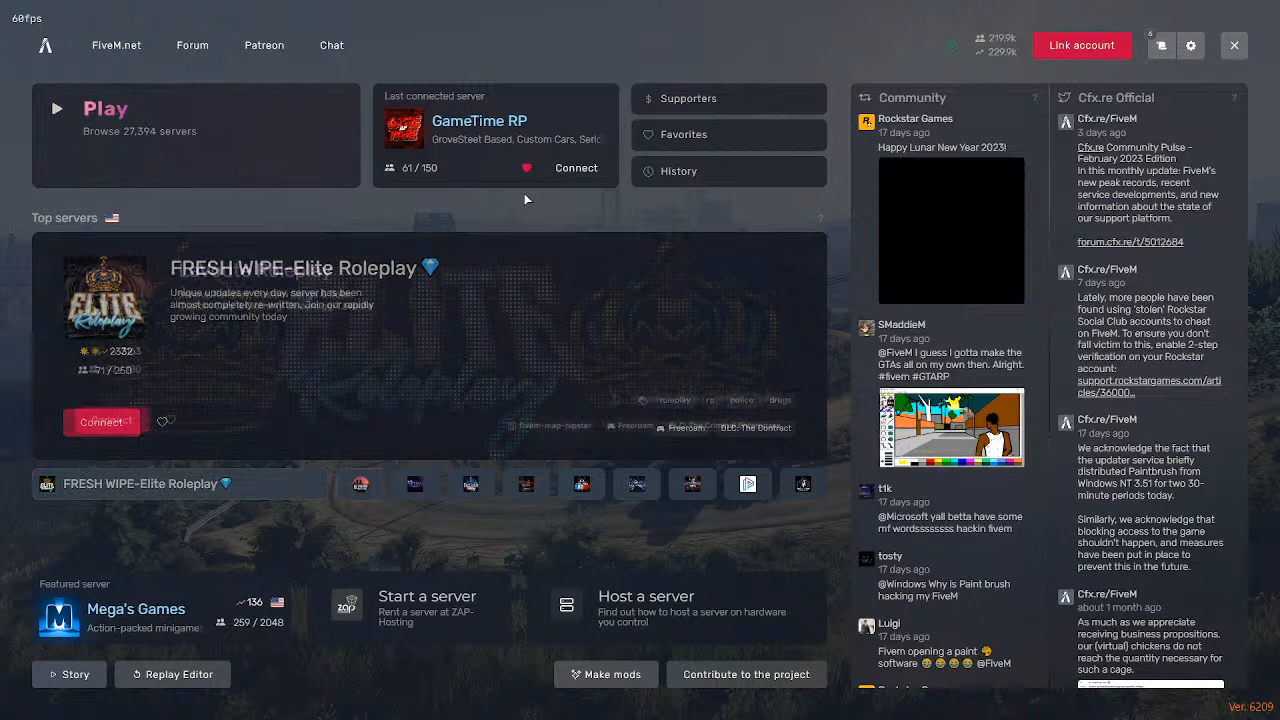 60fps
FiveM.net
Forum
Patreon
Chat
219.9k
229.9k
Link account
6
Play
Browse 27,394 servers
Last connected server
GameTime RP
GroveSteet Based, Custom Cars, Seric
61 / 150
Connect
Supporters
Favorites
History
Top servers
?
FRESH WIPE-Elite Roleplay
Unique updates every day, server has been
almost completely re-written. Join our rapidly
growing community today
ELITE
Roleplay
Connect
roleplay
rp
police
drugs
fivem-map-hipster
Freeroam
Freeroam
DLC: The Contract
FRESH WIPE-Elite Roleplay
Featured server
Mega's Games
Action-packed minigame
136
259 / 2048
ZAP
Start a server
Rent a server at ZAP-
Hosting
Host a server
Find out how to host a server on hardware
you control
Story
Replay Editor
Make mods
Contribute to the project
Community
?
Rockstar Games
17 days ago
Happy Lunar New Year 2023!
SMaddieM
17 days ago
@FiveM I guess I gotta make the
GTAs all on my own then. Alright.
#fivem #GTARP
t1k
17 days ago
@Microsoft yall betta have some
mf wordsssssss hackin fivem
tosty
17 days ago
@Windows Why is Paint brush
hacking my FiveM
Luigi
17 days ago
Fivem opening a paint
software 😂😂😂😂 @FiveM
Cfx.re Official
?
Cfx.re/FiveM
3 days ago
Cfx.re Community Pulse -
February 2023 Edition
In this monthly update: FiveM's
new peak records, recent
service developments, and new
information about the state of
our support platform.
forum.cfx.re/t/5012684
Cfx.re/FiveM
7 days ago
Lately, more people have been
found using 'stolen' Rockstar
Social Club accounts to cheat
on FiveM. To ensure you don't
fall victim to this, enable 2-step
verification on your Rockstar
account:
support.rockstargames.com/arti
cles/36000…
Cfx.re/FiveM
17 days ago
We acknowledge the fact that
the updater service briefly
distributed Paintbrush from
Windows NT 3.51 for two 30-
minute periods today.
Similarly, we acknowledge that
blocking access to the game
shouldn't happen, and measures
have been put in place to
prevent this in the future.
Cfx.re/FiveM
about 1 month ago
As much as we appreciate
receiving business propositions,
our (virtual) chickens do not
reach the quantity necessary for
such a cage.
Ver. 6209